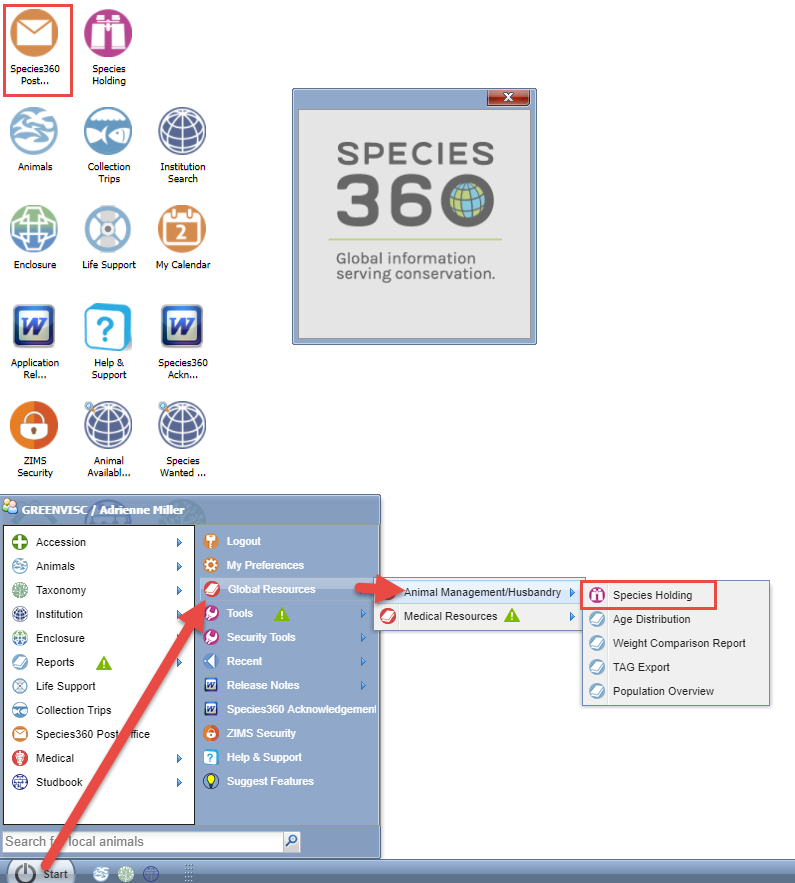 Species360
Post...
Species
Holding
Animals
Collection
Trips
Institution
Search
Enclosure
Life Support
2
My Calendar
W
Application
Rel...
?
Help &
Support
W
Species360
Ackn...
ZIMS
Security
Animal
Availabl...
Species
Wanted ...
X
SPECIES
360
Global information
serving conservation.
GREENVISC / Adrienne Miller
Accession
Animals
Taxonomy
Institution
Enclosure
Reports
Life Support
Collection Trips
Species360 Post Office
Medical
Studbook
Search for local animals
Logout
My Preferences
Global Resources
Tools
Security Tools
Recent
Release Notes
Species360 Acknowledgement
ZIMS Security
Help & Support
Suggest Features
Animal Management/Husbandry
Medical Resources
Species Holding
Age Distribution
Weight Comparison Report
TAG Export
Population Overview
Start